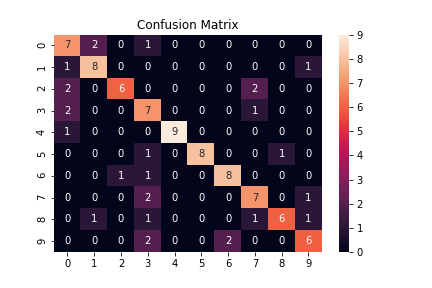 Confusion Matrix
0 7 2 0 1 0 0 0 0 0 0
1 1 8 0 0 0 0 0 0 0 1
2 2 0 6 0 0 0 0 2 0 0
3 2 0 0 7 0 0 0 1 0 0
4 1 0 0 0 9 0 0 0 0 0
5 0 0 0 1 0 8 0 0 1 0
6 0 0 1 1 0 0 8 0 0 0
7 0 0 0 2 0 0 0 7 0 1
8 0 1 0 1 0 0 0 1 6 1
9 0 0 0 2 0 0 2 0 0 6
0 1 2 3 4 5 6 7 8 9
9
8
7
6
5
4
3
2
1
0